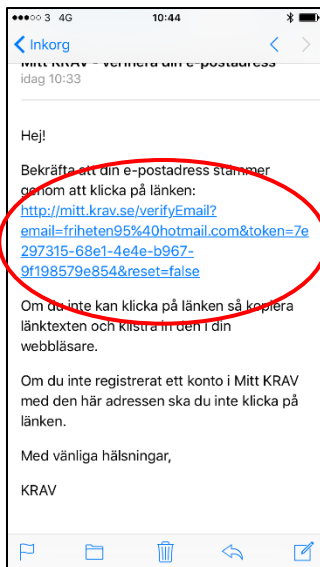 3 4G 10:44
Inkorg
Mitt KRAV - verifiera din e-postadress
idag 10:33
Hej!
Bekräfta att din e-postadress stämmer
genom att klicka på länken:
http://mitt.krav.se/verifyEmail?
email=friheten95%40hotmail.com&token=7e
297315-68e1-4e4e-b967-
9f198579e854&reset=false
Om du inte kan klicka på länken så kopiera
länktexten och klistra in den i din
webbläsare.
Om du inte registrerat ett konto i Mitt KRAV
med den här adressen ska du inte klicka på
länken.
Med vänliga hälsningar,
KRAV